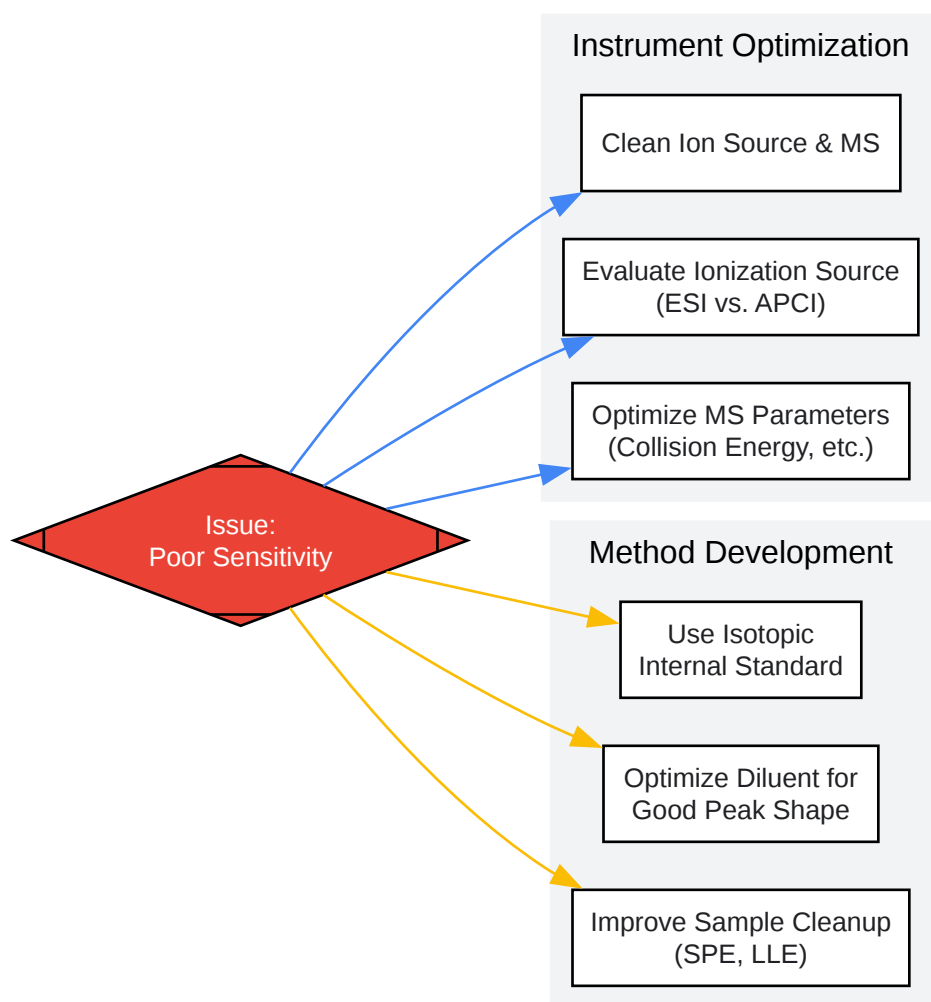 Instrument Optimization
Clean Ion Source & MS
Evaluate Ionization Source
(ESI vs. APCI)
Optimize MS Parameters
(Collision Energy, etc.)
Issue:
Poor Sensitivity
Method Development
Use Isotopic
Internal Standard
Optimize Diluent for
Good Peak Shape
Improve Sample Cleanup
(SPE, LLE)